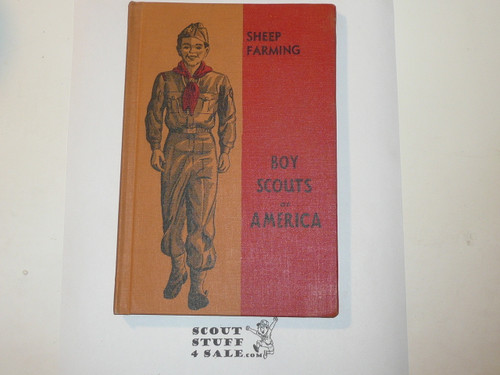 SHEEP
FARMING
BOY
SCOUTS
OF
AMERICA
SCOUT
STUFF
4 SALE.COM